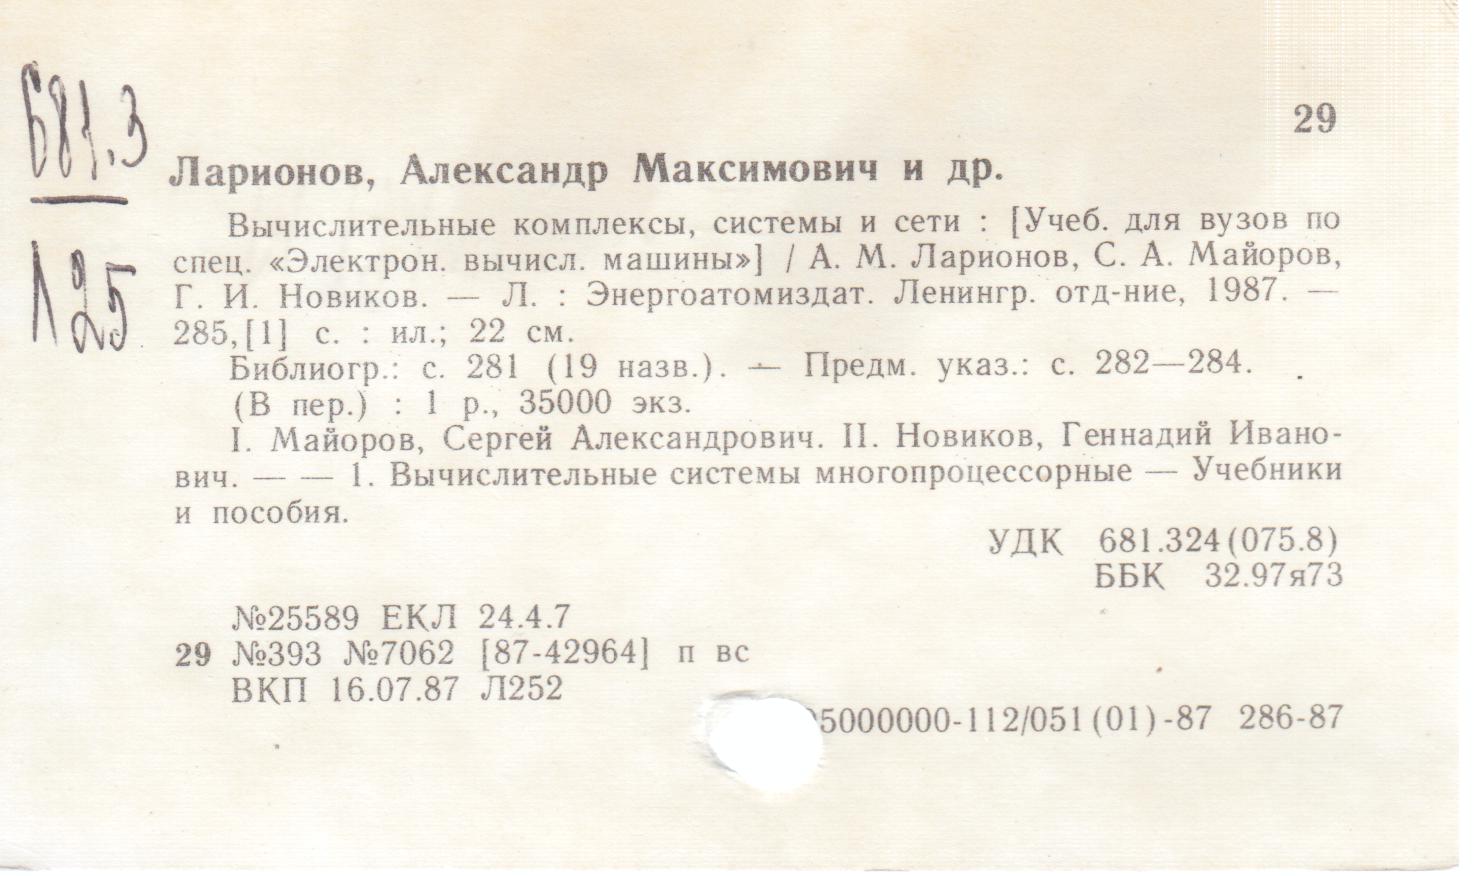 681.3
Л25
29
Ларионов, Александр Максимович и др.
Вычислительные комплексы, системы и сети : [Учеб. для вузов по
спец. «Электрон. вычисл. машины»] / А. М. Ларионов, С. А. Майоров,
Г. И. Новиков. — Л. : Энергоатомиздат. Ленингр. отд-ние, 1987. —
285,[1] с. : ил.; 22 см.
Библиогр.: с. 281 (19 назв.). — Предм. указ.: с. 282—284.
(В пер.) : 1 р., 35000 экз.
I. Майоров, Сергей Александрович. II. Новиков, Геннадий Ивано-
вич. — — 1. Вычислительные системы многопроцессорные — Учебники
и пособия.
УДК 681.324(075.8)
ББК 32.97я73
№25589 ЕКЛ 24.4.7
29 №393 №7062 [87-42964] п вс
ВКП 16.07.87 Л252
5000000-112/051(01)-87 286-87